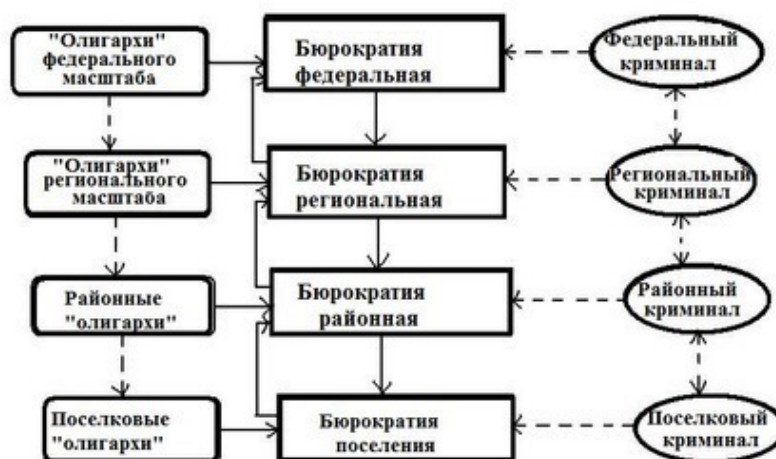 "Олигархи"
федерального
масштаба
Бюрократия
федеральная
Федеральный
криминал
"Олигархи"
регионального
масштаба
Бюрократия
региональная
Региональный
криминал
Районные
"олигархи"
Бюрократия
районная
Районный
криминал
Поселковые
"олигархи"
Бюрократия
поселения
Поселковый
криминал